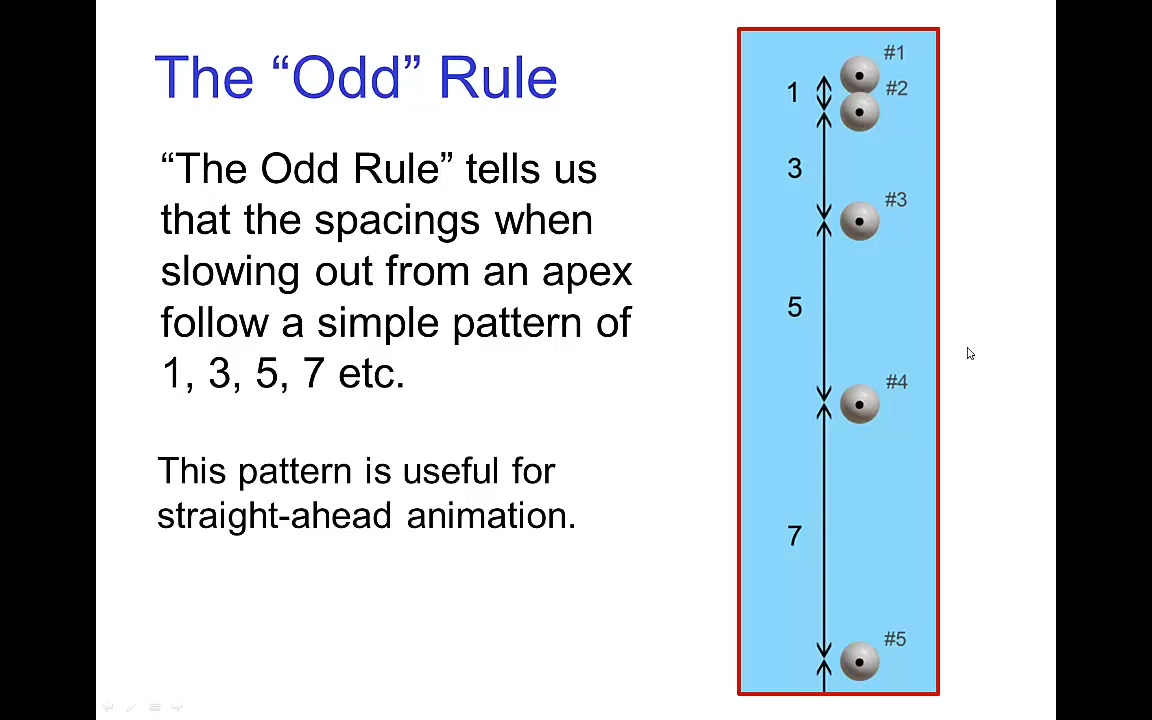 The “Odd” Rule
“The Odd Rule” tells us
that the spacings when
slowing out from an apex
follow a simple pattern of
1, 3, 5, 7 etc.
This pattern is useful for
straight-ahead animation.
#1
1
#2
3
#3
5
#4
7
#5